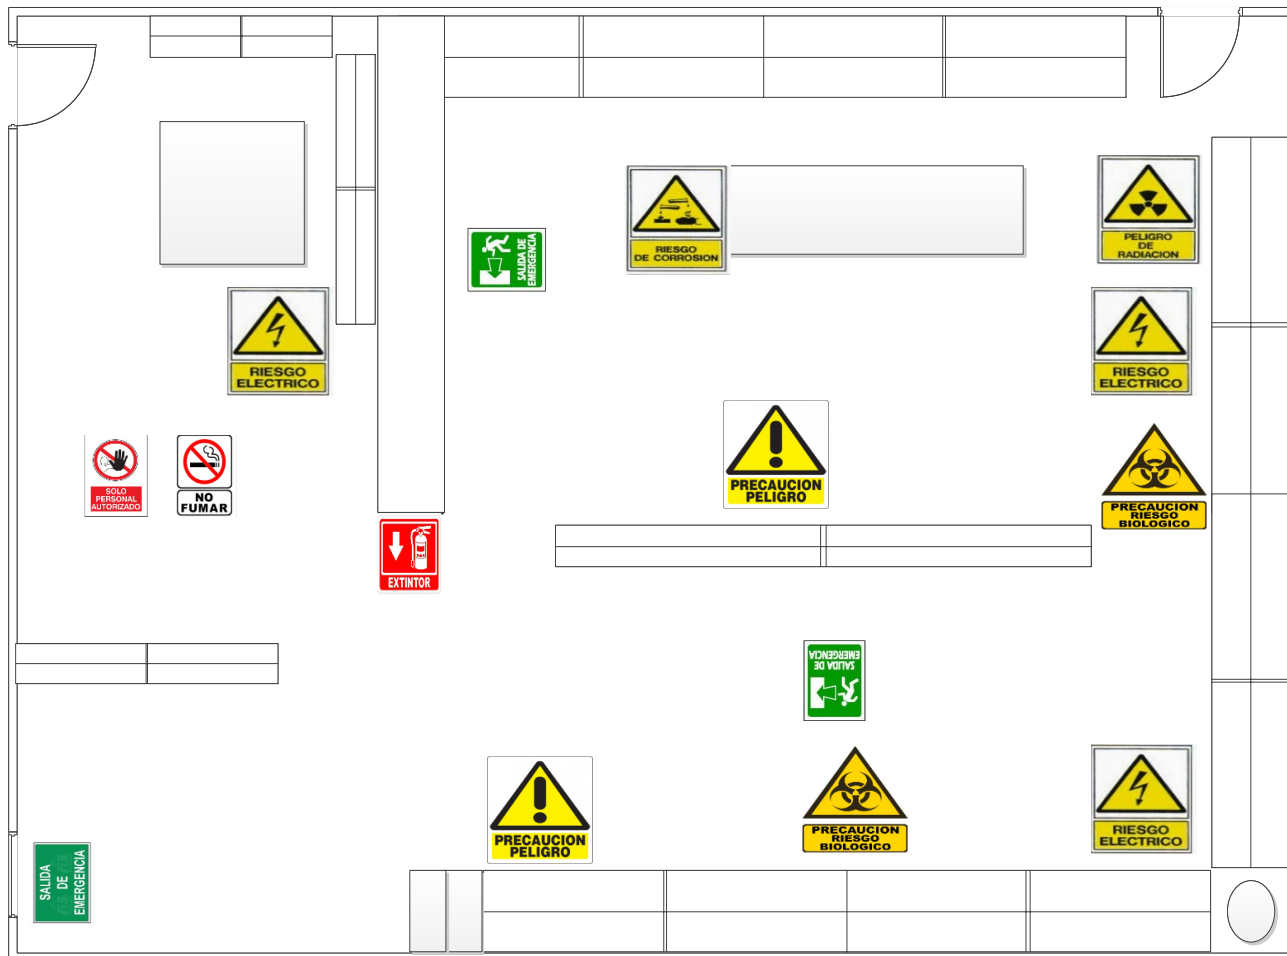 RIESGO
DE CORROSION
PELIGRO
DE
RADIACION
SALIDA DE
EMERGENCIA
RIESGO
ELECTRICO
RIESGO
ELECTRICO
PRECAUCION
PELIGRO
SOLO
PERSONAL
AUTORIZADO
NO
FUMAR
PRECAUCION
RIESGO
BIOLOGICO
EXTINTOR
SALIDA DE
EMERGENCIA
PRECAUCION
PELIGRO
PRECAUCION
RIESGO
BIOLOGICO
RIESGO
ELECTRICO
SALIDA
DE
EMERGENCIA